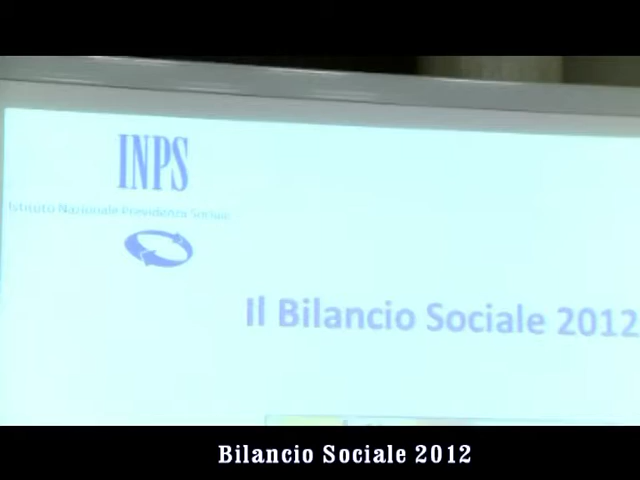 INPS
Istituto Nazionale Previdenza Sociale
Il Bilancio Sociale 2012
Bilancio Sociale 2012